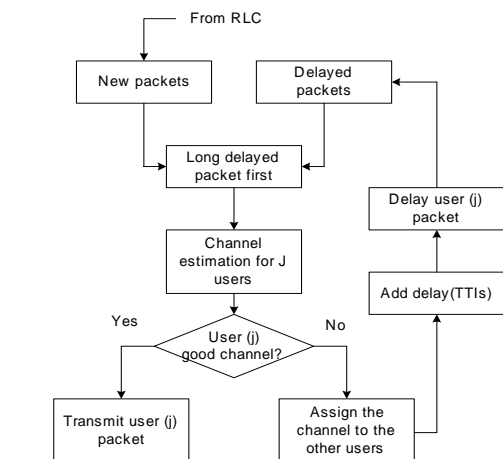 From RLC
New packets
Delayed
packets
Long delayed
packet first
Delay user (j)
packet
Channel
estimation for J
users
Add delay(TTIs)
Yes
No
User (j)
good channel?
Transmit user (j)
packet
Assign the
channel to the
other users